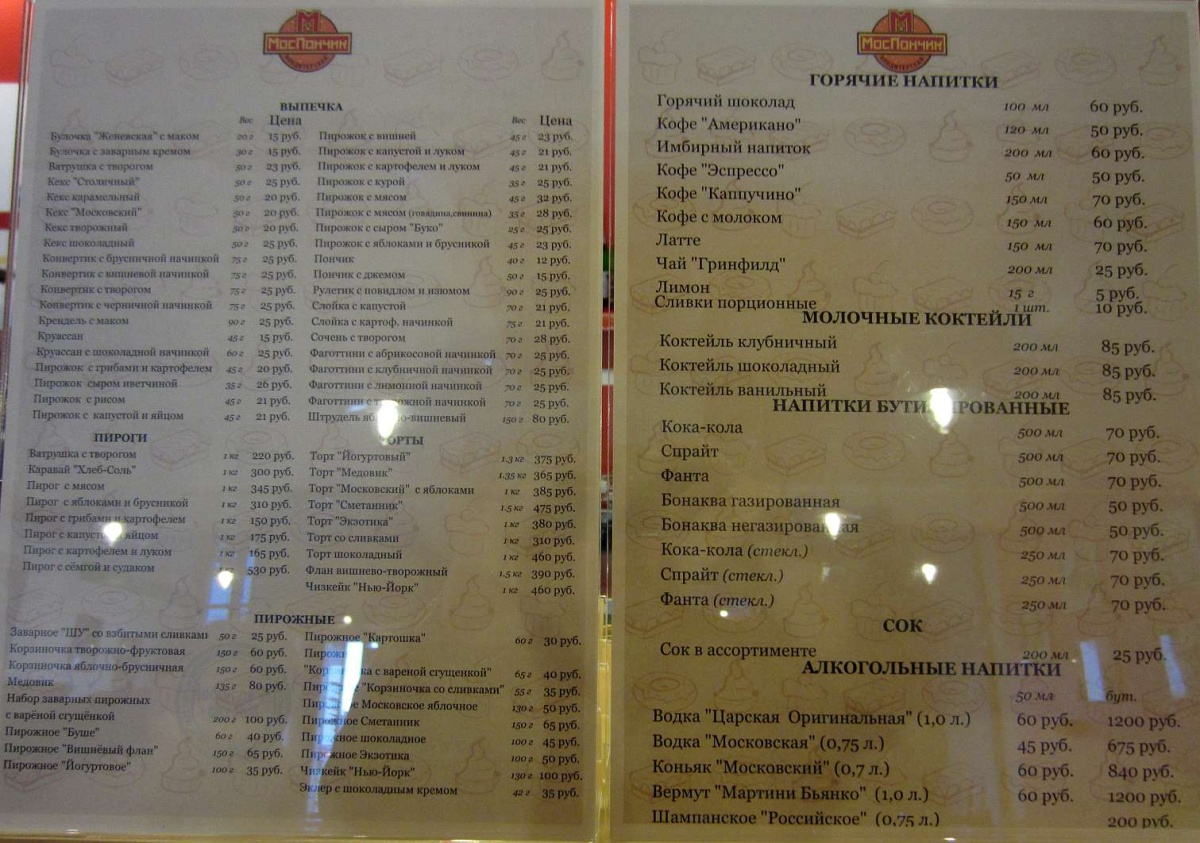 МосПончик
КОНДИТЕРСКАЯ
ВЫПЕЧКА
Вес Цена
Булочка "Женевская" с маком 20 г 15 руб.
Булочка с заварным кремом 30 г 15 руб.
Ватрушка с творогом 50 г 23 руб.
Кекс "Столичный" 50 г 25 руб.
Кекс карамельный 50 г 20 руб.
Кекс "Московский" 50 г 20 руб.
Кекс творожный 50 г 20 руб.
Кекс шоколадный 50 г 25 руб.
Конвертик с брусничной начинкой 75 г 25 руб.
Конвертик с вишневой начинкой 75 г 25 руб.
Конвертик с творогом 75 г 25 руб.
Конвертик с черничной начинкой 75 г 25 руб.
Крендель с маком 90 г 25 руб.
Круассан 45 г 15 руб.
Круассан с шоколадной начинкой 60 г 25 руб.
Пирожок с грибами и картофелем 45 г 20 руб.
Пирожок сыром иветчиной 35 г 26 руб.
Пирожок с рисом 45 г 21 руб.
Пирожок с капустой и яйцом 45 г 21 руб.
Вес Цена
Пирожок с вишней 45 г 23 руб.
Пирожок с капустой и луком 45 г 21 руб.
Пирожок с картофелем и луком 45 г 21 руб.
Пирожок с курой 35 г 25 руб.
Пирожок с мясом 45 г 32 руб.
Пирожок с мясом (говядина,свинина) 35 г 28 руб.
Пирожок с сыром "Буко" 25 г 25 руб.
Пирожок с яблоками и брусникой 45 г 23 руб.
Пончик 40 г 12 руб.
Пончик с джемом 50 г 15 руб.
Рулетик с повидлом и изюмом 90 г 25 руб.
Слойка с капустой 70 г 21 руб.
Слойка с картоф. начинкой 75 г 21 руб.
Сочень с творогом 70 г 28 руб.
Фаготтини с абрикосовой начинкой 70 г 25 руб.
Фаготтини с клубничной начинкой 70 г 25 руб.
Фаготтини с лимонной начинкой 70 г 25 руб.
Фаготтини с начинкой 70 г 25 руб.
Штрудель яблочно-вишневый 150 г 80 руб.
ПИРОГИ
Ватрушка с творогом 1 кг 220 руб.
Каравай "Хлеб-Соль" 1 кг 300 руб.
Пирог с мясом 1 кг 345 руб.
Пирог с яблоками и брусникой 1 кг 310 руб.
Пирог с грибами и картофелем 1 кг 150 руб.
Пирог с капустой и яйцом 1 кг 175 руб.
Пирог с картофелем и луком 1 кг 165 руб.
Пирог с сёмгой и судаком 530 руб.
ТОРТЫ
Торт "Йогуртовый" 1.3 кг 375 руб.
Торт "Медовик" 1.35 кг 365 руб.
Торт "Московский" с яблоками 1 кг 385 руб.
Торт "Сметанник" 1.5 кг 475 руб.
Торт "Экзотика" 1 кг 380 руб.
Торт со сливками 1 кг 310 руб.
Торт шоколадный 1 кг 460 руб.
Флан вишнево-творожный 1.5 кг 390 руб.
Чизкейк "Нью-Йорк" 1 кг 460 руб.
ПИРОЖНЫЕ
Заварное "ШУ" со взбитыми сливками 50 г 25 руб.
Корзиночка творожно-фруктовая 150 г 60 руб.
Корзиночка яблочно-брусничная 150 г 60 руб.
Медовик 135 г 80 руб.
Набор заварных пирожных
с варёной сгущёнкой 200 г 100 руб.
Пирожное "Буше" 60 г 40 руб.
Пирожное "Вишнёвый флан" 150 г 65 руб.
Пирожное "Йогуртовое" 100 г 35 руб.
Пирожное "Картошка" 60 г 30 руб.
Пирожное
"Корзиночка с вареной сгущенкой" 65 г 40 руб.
Пирожное "Корзиночка со сливками" 55 г 35 руб.
Пирожное Московское яблочное 130 г 50 руб.
Пирожное Сметанник 150 г 65 руб.
Пирожное шоколадное 100 г 45 руб.
Пирожное Экзотика 100 г 50 руб.
Чизкейк "Нью-Йорк" 130 г 100 руб.
Эклер с шоколадным кремом 42 г 35 руб.
МосПончик
КОНДИТЕРСКАЯ
ГОРЯЧИЕ НАПИТКИ
Горячий шоколад 100 мл 60 руб.
Кофе "Американо" 120 мл 50 руб.
Имбирный напиток 200 мл 60 руб.
Кофе "Эспрессо" 50 мл 50 руб.
Кофе "Каппучино" 150 мл 70 руб.
Кофе с молоком 150 мл 60 руб.
Латте 150 мл 70 руб.
Чай "Гринфилд" 200 мл 25 руб.
Лимон 15 г 5 руб.
Сливки порционные 1 шт. 10 руб.
МОЛОЧНЫЕ КОКТЕЙЛИ
Коктейль клубничный 200 мл 85 руб.
Коктейль шоколадный 200 мл 85 руб.
Коктейль ванильный 200 мл 85 руб.
НАПИТКИ БУТИЛИРОВАННЫЕ
Кока-кола 500 мл 70 руб.
Спрайт 500 мл 70 руб.
Фанта 500 мл 70 руб.
Бонаква газированная 500 мл 50 руб.
Бонаква негазированная 500 мл 50 руб.
Кока-кола (стекл.) 250 мл 70 руб.
Спрайт (стекл.) 250 мл 70 руб.
Фанта (стекл.) 250 мл 70 руб.
СОК
Сок в ассортименте 200 мл 25 руб.
АЛКОГОЛЬНЫЕ НАПИТКИ
50 мл бут.
Водка "Царская Оригинальная" (1,0 л.) 60 руб. 1200 руб.
Водка "Московская" (0,75 л.) 45 руб. 675 руб.
Коньяк "Московский" (0,7 л.) 60 руб. 840 руб.
Вермут "Мартини Бьянко" (1,0 л.) 60 руб. 1200 руб.
Шампанское "Российское" (0,75 л.) 200 руб.